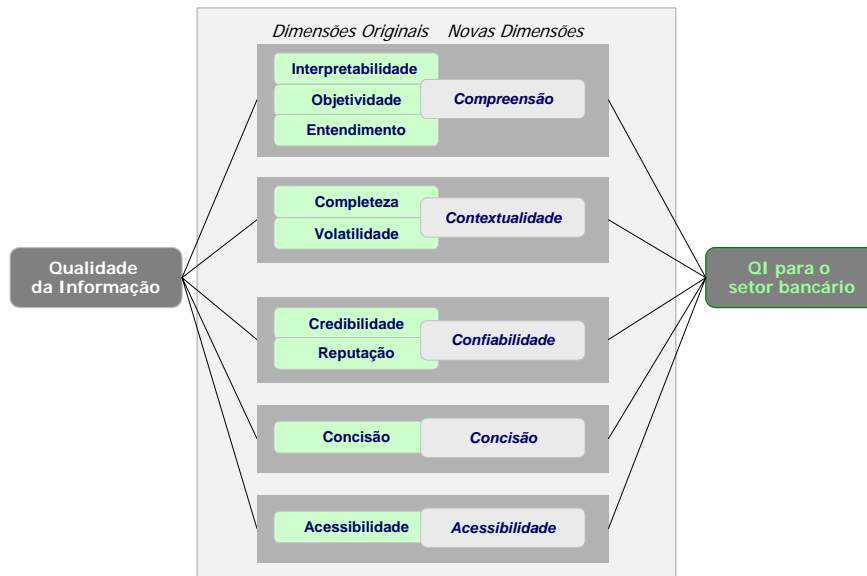 Dimensões Originais Novas Dimensões
Interpretabilidade
Objetividade
Entendimento
Compreensão
Completeza
Volatilidade
Contextualidade
Qualidade
da Informação
QI para o
setor bancário
Credibilidade
Reputação
Confiabilidade
Concisão
Concisão
Acessibilidade
Acessibilidade